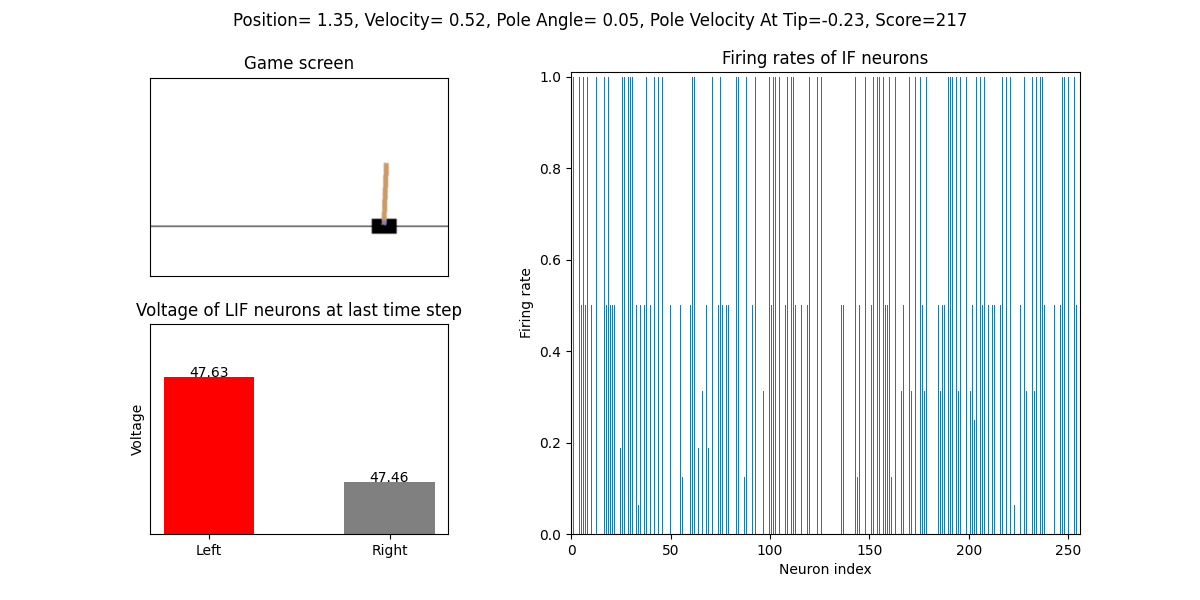 Position= 1.35, Velocity= 0.52, Pole Angle= 0.05, Pole Velocity At Tip=-0.23, Score=217
Game screen
Voltage of LIF neurons at last time step
47.63
47.46
Voltage
Left Right
Firing rates of IF neurons
1.0
0.8
0.6
0.4
0.2
0.0
Firing rate
0 50 100 150 200 250
Neuron index